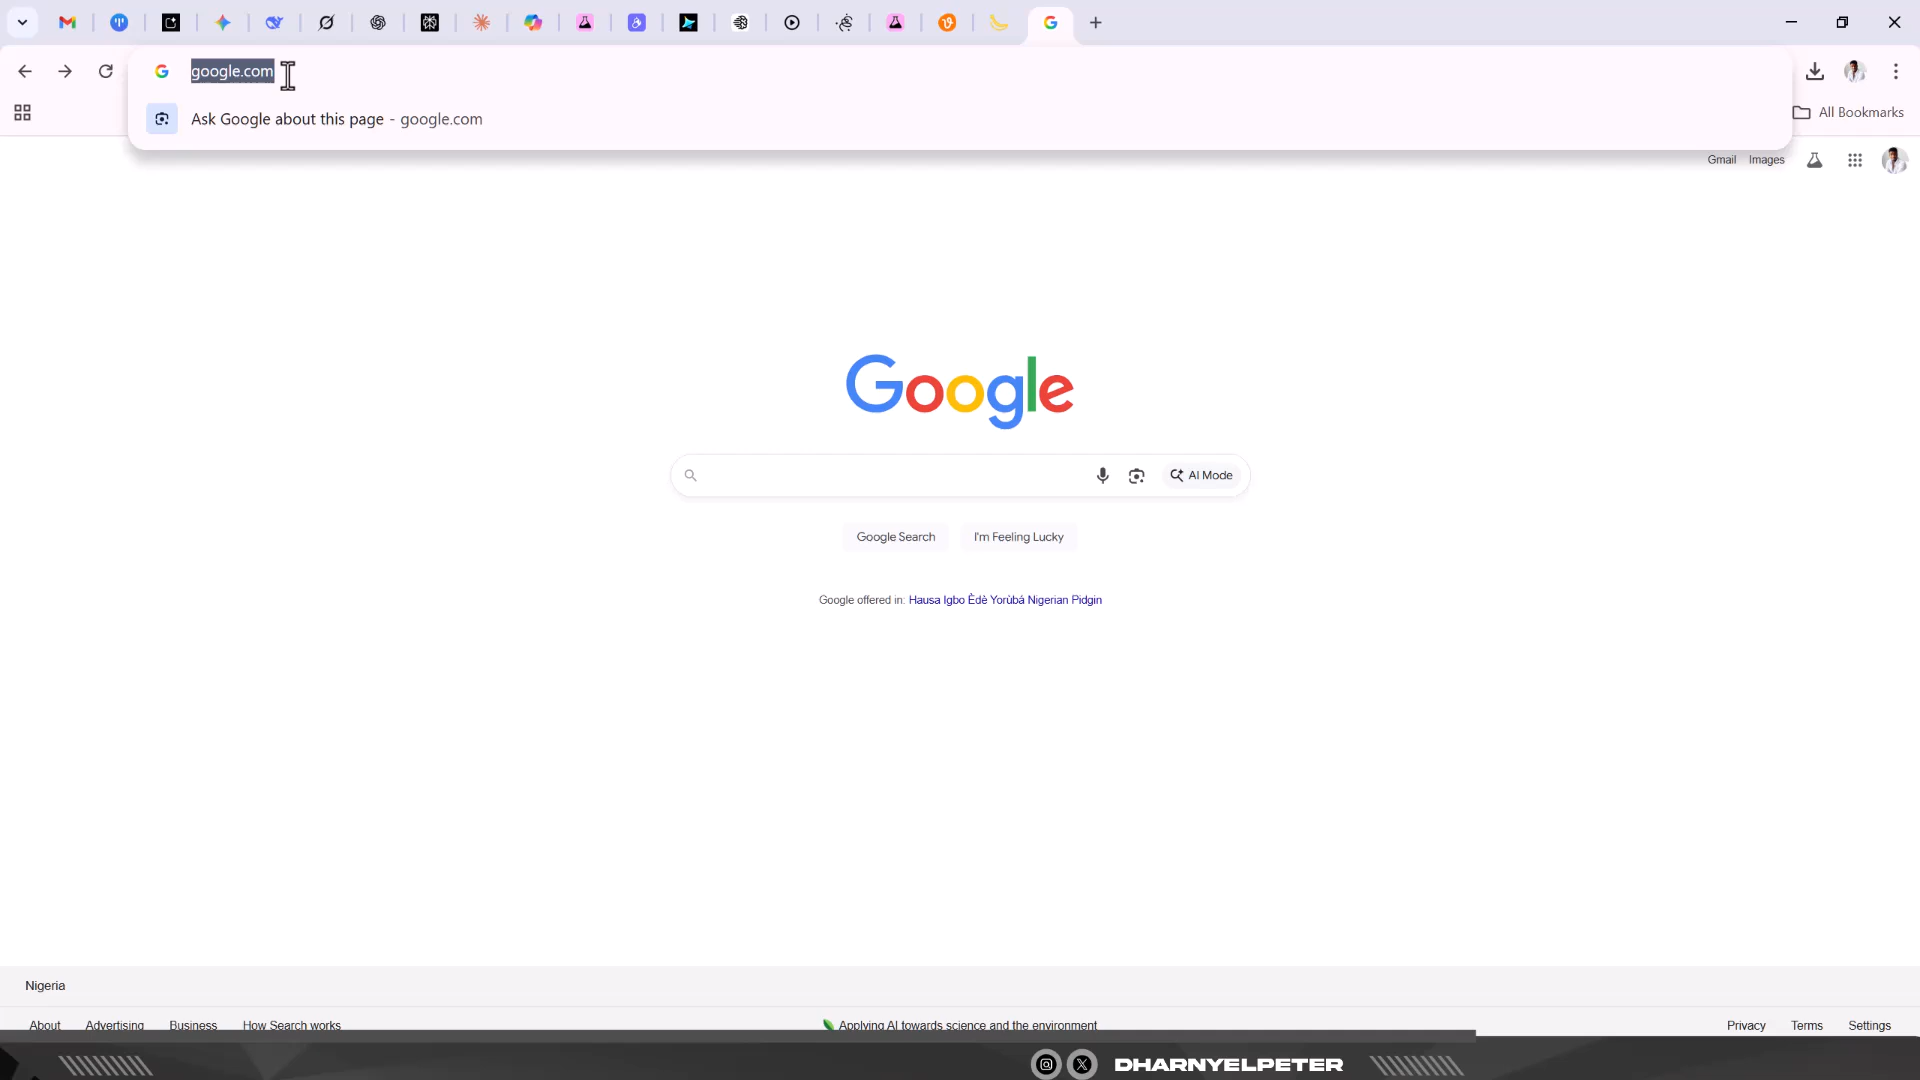 google.com
Ask Google about this page - google.com
All Bookmarks
Gmail Images
Google
AI Mode
Google Search I'm Feeling Lucky
Google offered in: Hausa Igbo Èdè Yorùbá Nigerian Pidgin
Nigeria
About Advertising Business How Search works Applying AI towards science and the environment Privacy Terms Settings
DHARNYELPETER